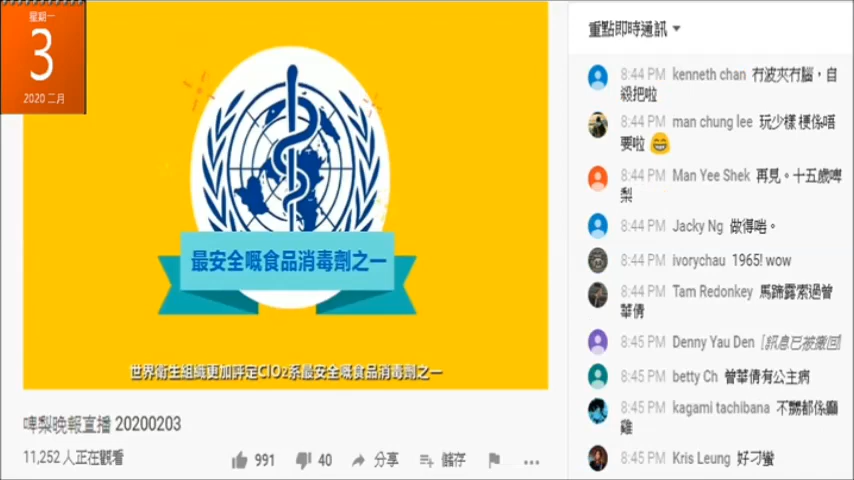 星期一
3
2020 二月
最安全嘅食品消毒劑之一
世界衛生組織更加評定ClO2系最安全嘅食品消毒劑之一
啤梨晚報直播 20200203
11,252 人正在觀看
991
40
分享
儲存
重點即時通訊
8:44 PM kenneth chan 冇波夾冇腦，自
殺把啦
8:44 PM man chung lee 玩少樣 梗係唔
要啦 😁
8:44 PM Man Yee Shek 再見。十五歲啤
梨
8:44 PM Jacky Ng 做得啱。
8:44 PM ivorychau 1965! wow
8:44 PM Tam Redonkey 馬蹄露索過曾
華倩
8:45 PM Denny Yau Den [訊息已被撤回]
8:45 PM betty Ch 曾華倩有公主病
8:45 PM kagami tachibana 不嬲都係騸
雞
8:45 PM Kris Leung 好刁蠻